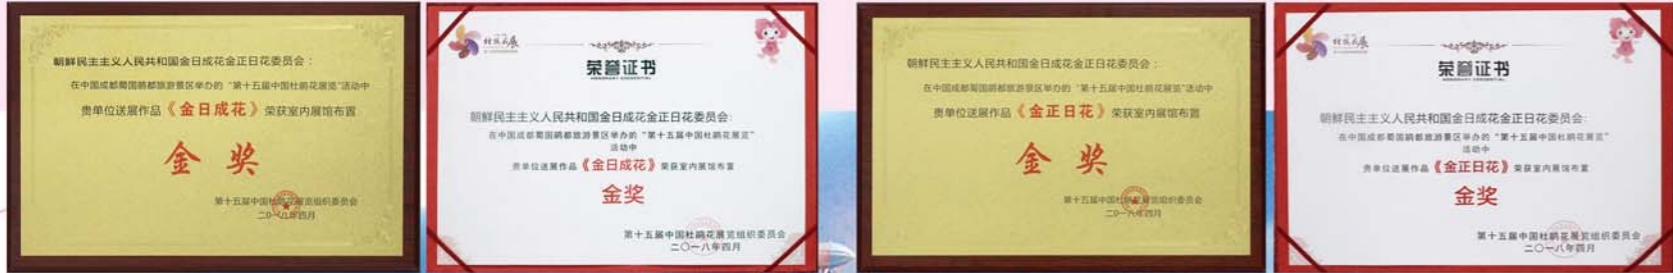 朝鲜民主主义人民共和国金日成花金正日花委员会：
在中国成都蜀国鹃都旅游景区举办的“第十五届中国杜鹃花展览”活动中
贵单位送展作品《金日成花》荣获室内展馆布置
金奖
第十五届中国杜鹃花展览组织委员会
二〇一八年四月
杜鹃花展
荣誉证书
HONORARY CREDENTIAL
朝鲜民主主义人民共和国金日成花金正日花委员会:
在中国成都蜀国鹃都旅游景区举办的“第十五届中国杜鹃花展览”
活动中
贵单位送展作品《金日成花》荣获室内展馆布置
金奖
第十五届中国杜鹃花展览组织委员会
二〇一八年四月
朝鲜民主主义人民共和国金日成花金正日花委员会：
在中国成都蜀国鹃都旅游景区举办的“第十五届中国杜鹃花展览”活动中
贵单位送展作品《金正日花》荣获室内展馆布置
金奖
第十五届中国杜鹃花展览组织委员会
二〇一八年四月
杜鹃花展
荣誉证书
HONORARY CREDENTIAL
朝鲜民主主义人民共和国金日成花金正日花委员会:
在中国成都蜀国鹃都旅游景区举办的“第十五届中国杜鹃花展览”
活动中
贵单位送展作品《金正日花》荣获室内展馆布置
金奖
第十五届中国杜鹃花展览组织委员会
二〇一八年四月